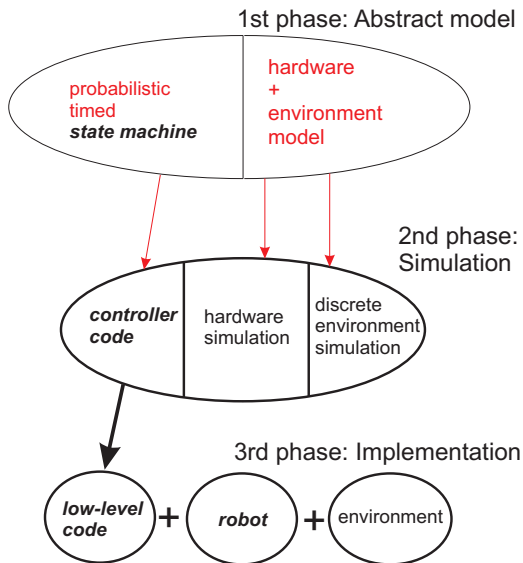 1st phase: Abstract model
probabilistic
timed
state machine
hardware
+
environment
model
2nd phase:
Simulation
controller
code
hardware
simulation
discrete
environment
simulation
3rd phase: Implementation
low-level
code
+
robot
+
environment